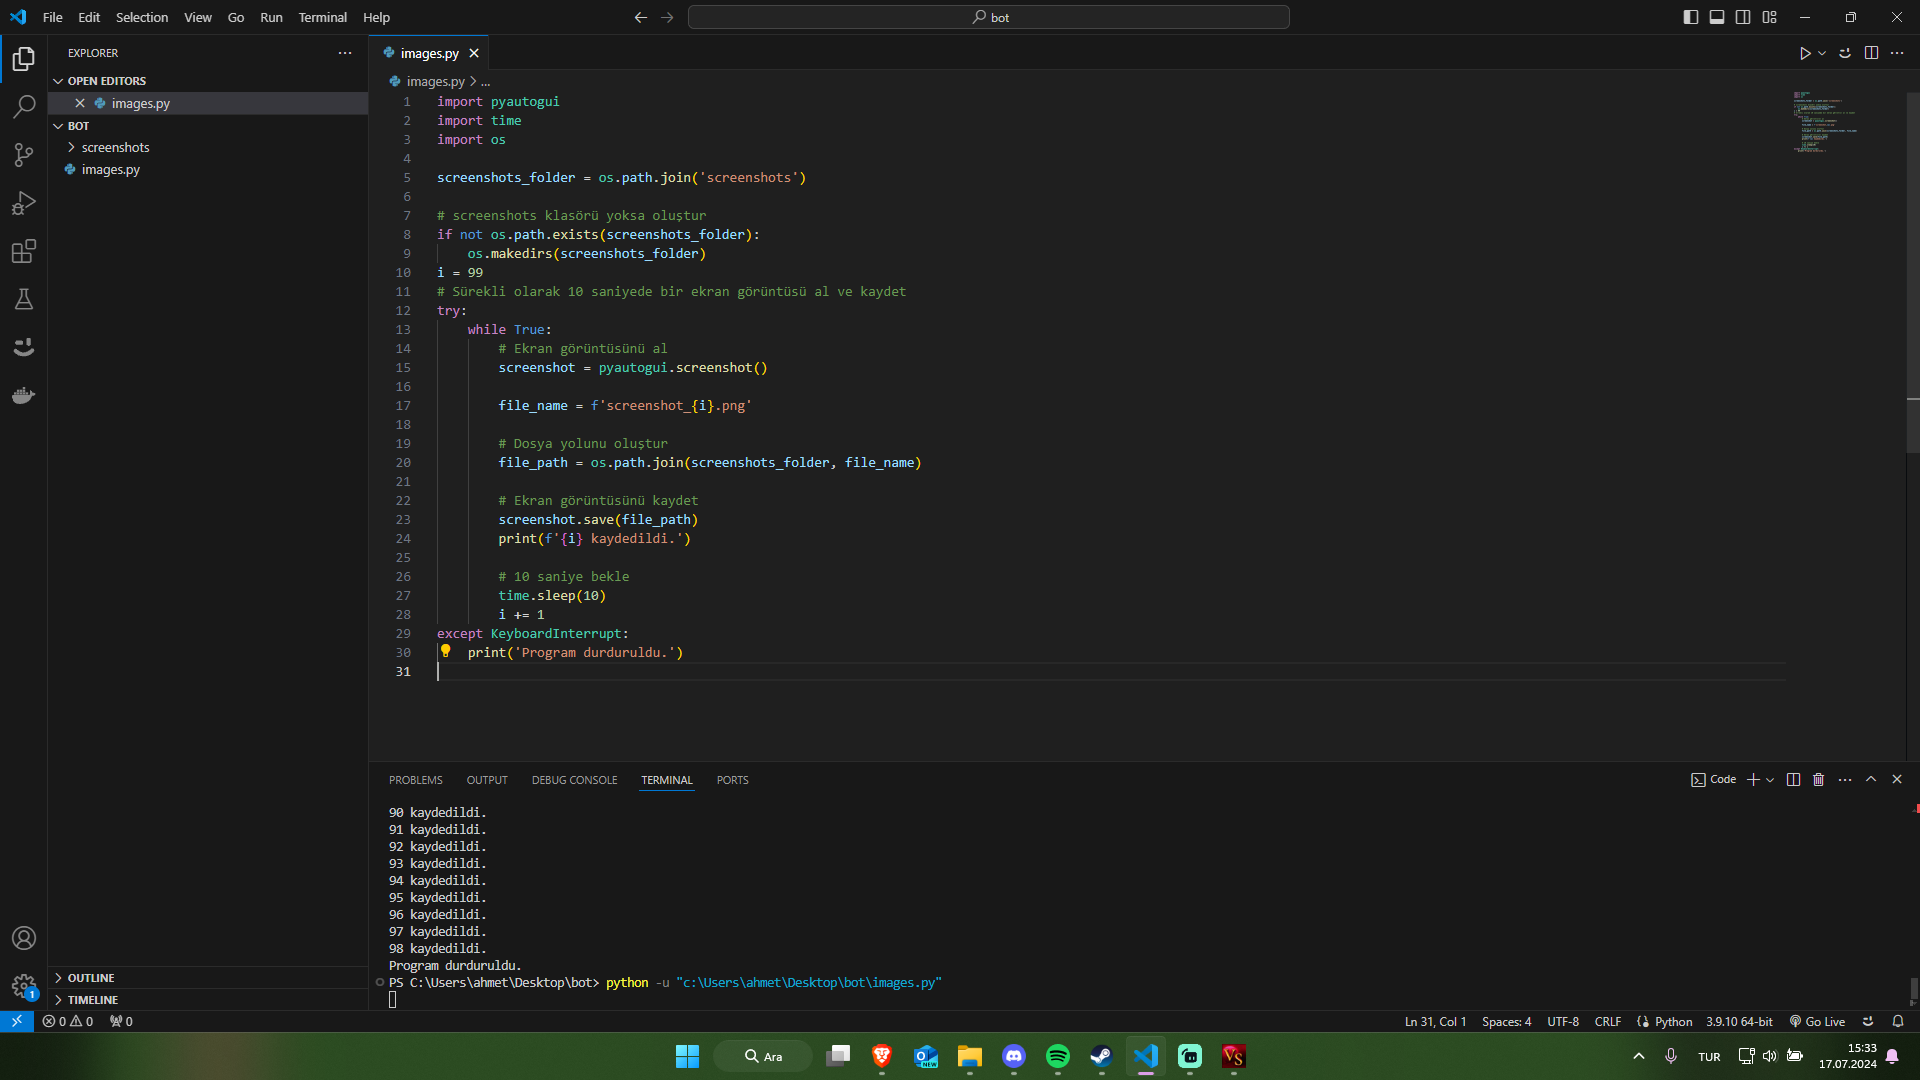 File Edit Selection View Go Run Terminal Help
bot
EXPLORER
OPEN EDITORS
images.py
BOT
screenshots
images.py
OUTLINE
TIMELINE
images.py
images.py > ...
1 import pyautogui
2 import time
3 import os
4
5 screenshots_folder = os.path.join('screenshots')
6
7 # screenshots klasörü yoksa oluştur
8 if not os.path.exists(screenshots_folder):
9 os.makedirs(screenshots_folder)
10 i = 99
11 # Sürekli olarak 10 saniyede bir ekran görüntüsü al ve kaydet
12 try:
13 while True:
14 # Ekran görüntüsünü al
15 screenshot = pyautogui.screenshot()
16
17 file_name = f'screenshot_{i}.png'
18
19 # Dosya yolunu oluştur
20 file_path = os.path.join(screenshots_folder, file_name)
21
22 # Ekran görüntüsünü kaydet
23 screenshot.save(file_path)
24 print(f'{i} kaydedildi.')
25
26 # 10 saniye bekle
27 time.sleep(10)
28 i += 1
29 except KeyboardInterrupt:
30 print('Program durduruldu.')
31
PROBLEMS OUTPUT DEBUG CONSOLE TERMINAL PORTS
Code
90 kaydedildi.
91 kaydedildi.
92 kaydedildi.
93 kaydedildi.
94 kaydedildi.
95 kaydedildi.
96 kaydedildi.
97 kaydedildi.
98 kaydedildi.
Program durduruldu.
PS C:\Users\ahmet\Desktop\bot> python -u "c:\Users\ahmet\Desktop\bot\images.py"
1
0 0 0
Ln 31, Col 1 Spaces: 4 UTF-8 CRLF Python 3.9.10 64-bit Go Live
Ara
TUR
15:33
17.07.2024